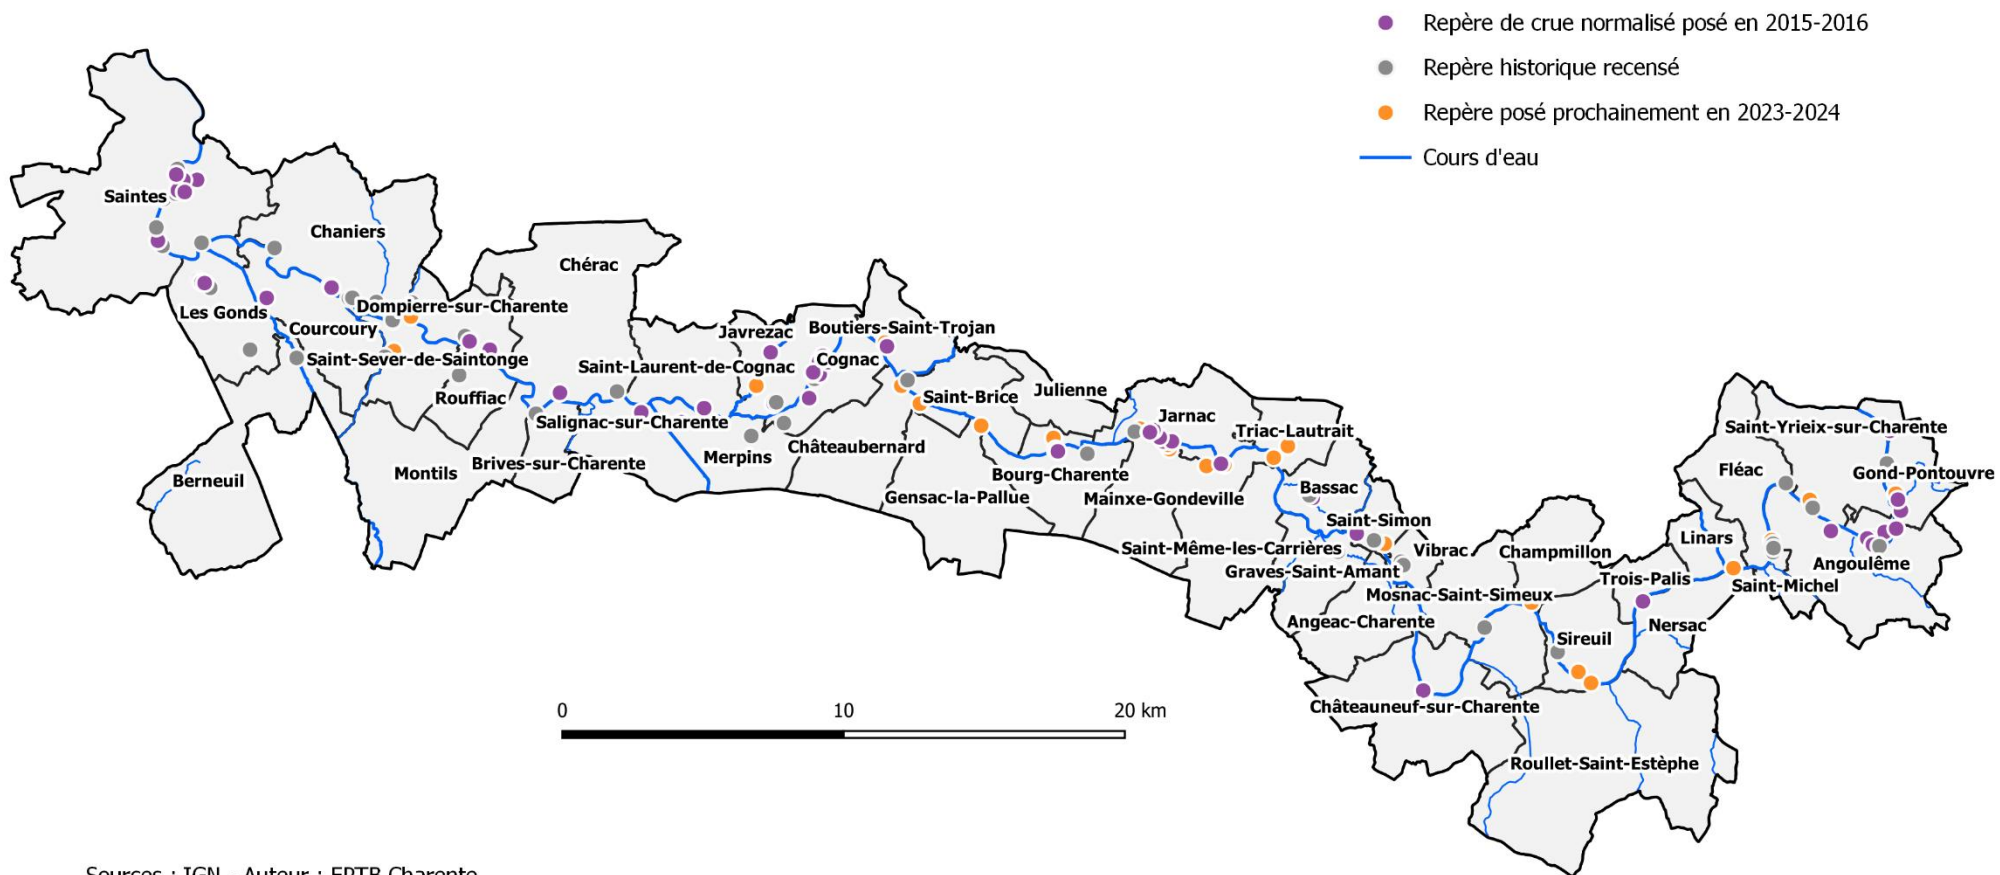 Repère de crue normalisé posé en 2015-2016
Repère historique recensé
Repère posé prochainement en 2023-2024
Cours d'eau
Saintes
Chaniers
Chérac
Les Gonds
Dompierre-sur-Charente
Courcoury
Saint-Sever-de-Saintonge
Rouffiac
Javrezac
Boutiers-Saint-Trojan
Saint-Laurent-de-Cognac
Cognac
Saint-Brice
Julienne
Salignac-sur-Charente
Châteaubernard
Merpins
Brives-sur-Charente
Montils
Berneuil
Jarnac
Triac-Lautrait
Bourg-Charente
Gensac-la-Pallue
Mainxe-Gondeville
Bassac
Saint-Simon
Saint-Même-les-Carrières
Vibrac
Graves-Saint-Amant
Champmillon
Mosnac-Saint-Simeux
Angeac-Charente
Saint-Yrieix-sur-Charente
Fléac
Gond-Pontouvre
Linars
Angoulême
Trois-Palis
Saint-Michel
Nersac
Sireuil
Châteauneuf-sur-Charente
Roullet-Saint-Estèphe
0 10 20 km
Sources : IGN - Auteur : EPTB Charente